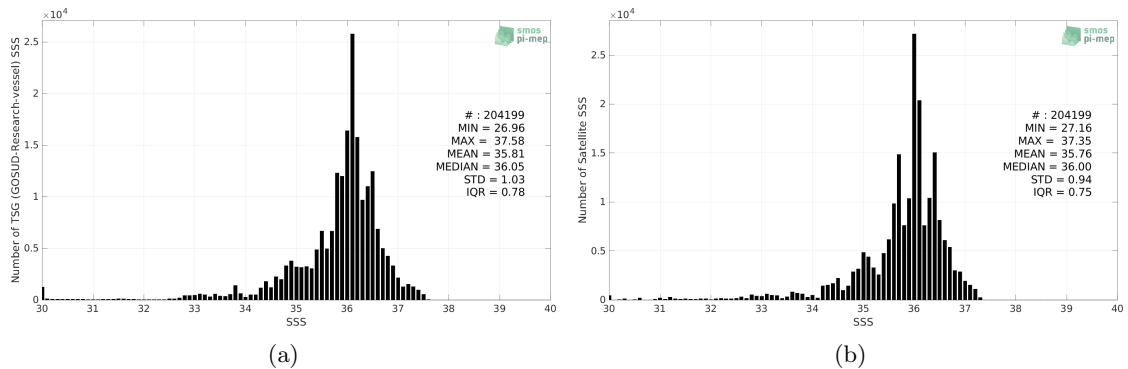 ×10⁴
Number of TSG (GOSUD-Research-vessel) SSS
2.5
2
1.5
1
0.5
0
30 31 32 33 34 35 36 37 38 39 40
SSS
smos
pi-mep
# : 204199
MIN = 26.96
MAX = 37.58
MEAN = 35.81
MEDIAN = 36.05
STD = 1.03
IQR = 0.78
(a)
×10⁴
Number of Satellite SSS
2.5
2
1.5
1
0.5
0
30 31 32 33 34 35 36 37 38 39 40
SSS
smos
pi-mep
# : 204199
MIN = 27.16
MAX = 37.35
MEAN = 35.76
MEDIAN = 36.00
STD = 0.94
IQR = 0.75
(b)